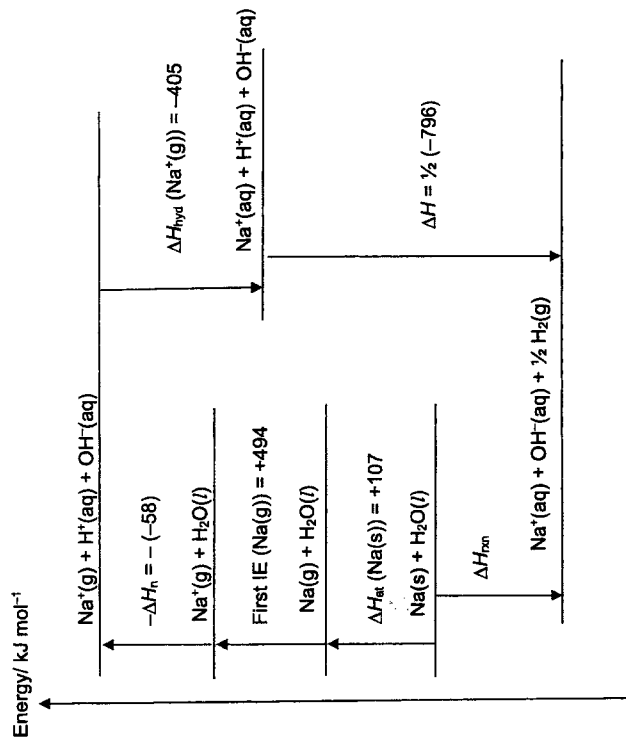 Energy/ kJ mol⁻¹
Na⁺(g) + H⁺(aq) + OH⁻(aq)
−ΔHₙ = − (−58)
Na⁺(g) + H₂O(l)
First IE (Na(g)) = +494
Na(g) + H₂O(l)
ΔHat (Na(s)) = +107
Na(s) + H₂O(l)
ΔHrxn
ΔHhyd (Na⁺(g)) = −405
Na⁺(aq) + H⁺(aq) + OH⁻(aq)
ΔH = ½ (−796)
Na⁺(aq) + OH⁻(aq) + ½ H₂(g)